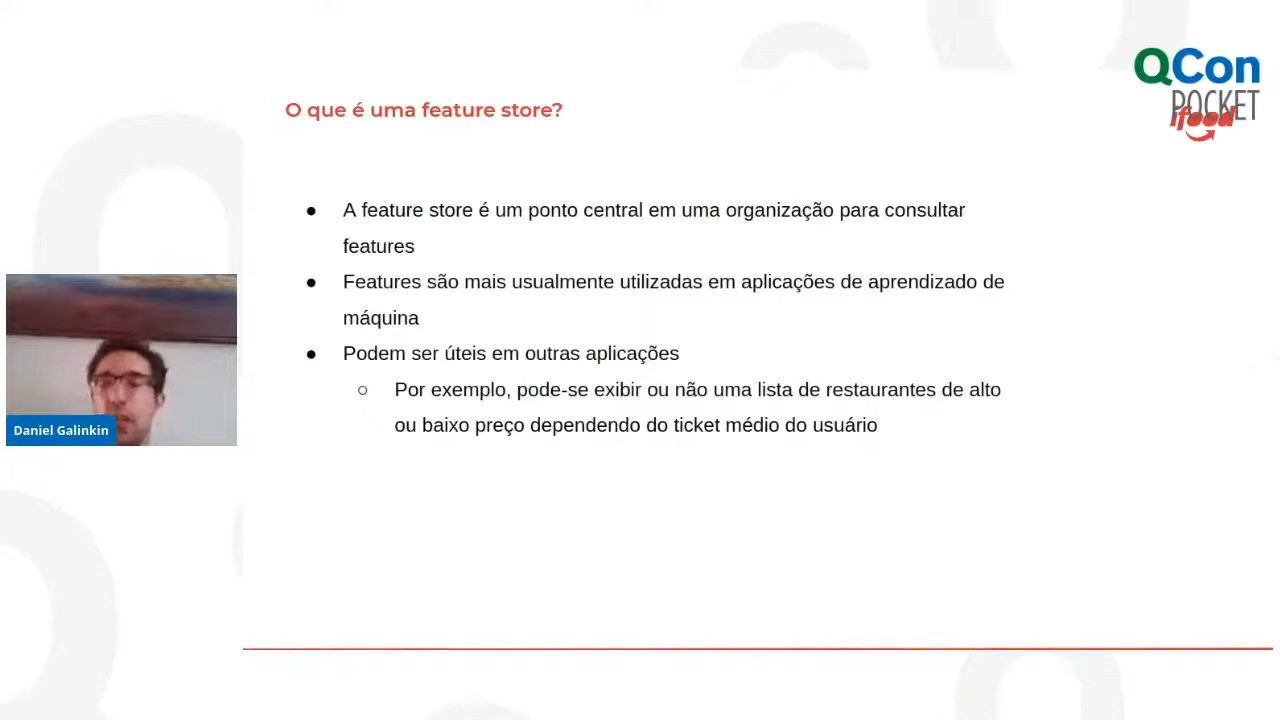 QCon
POCKET
ifood
O que é uma feature store?
● A feature store é um ponto central em uma organização para consultar
features
● Features são mais usualmente utilizadas em aplicações de aprendizado de
máquina
● Podem ser úteis em outras aplicações
○ Por exemplo, pode-se exibir ou não uma lista de restaurantes de alto
ou baixo preço dependendo do ticket médio do usuário
Daniel Galinkin